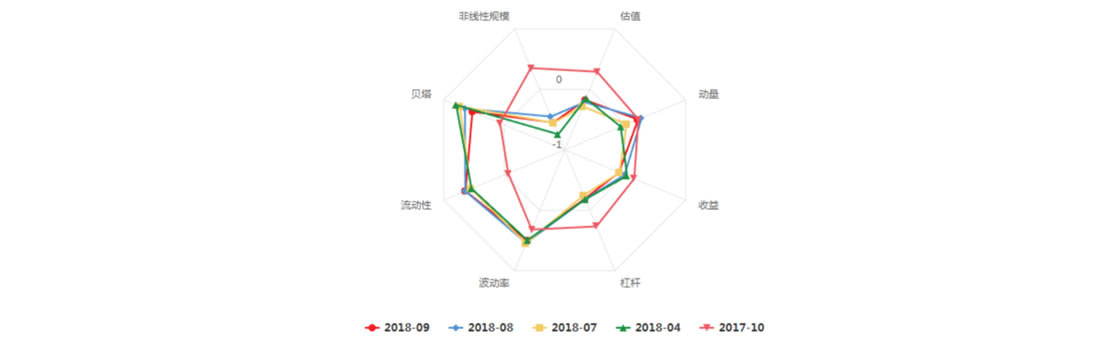 非线性规模
估值
0
贝塔
动量
-1
流动性
收益
波动率
杠杆
2018-09
2018-08
2018-07
2018-04
2017-10